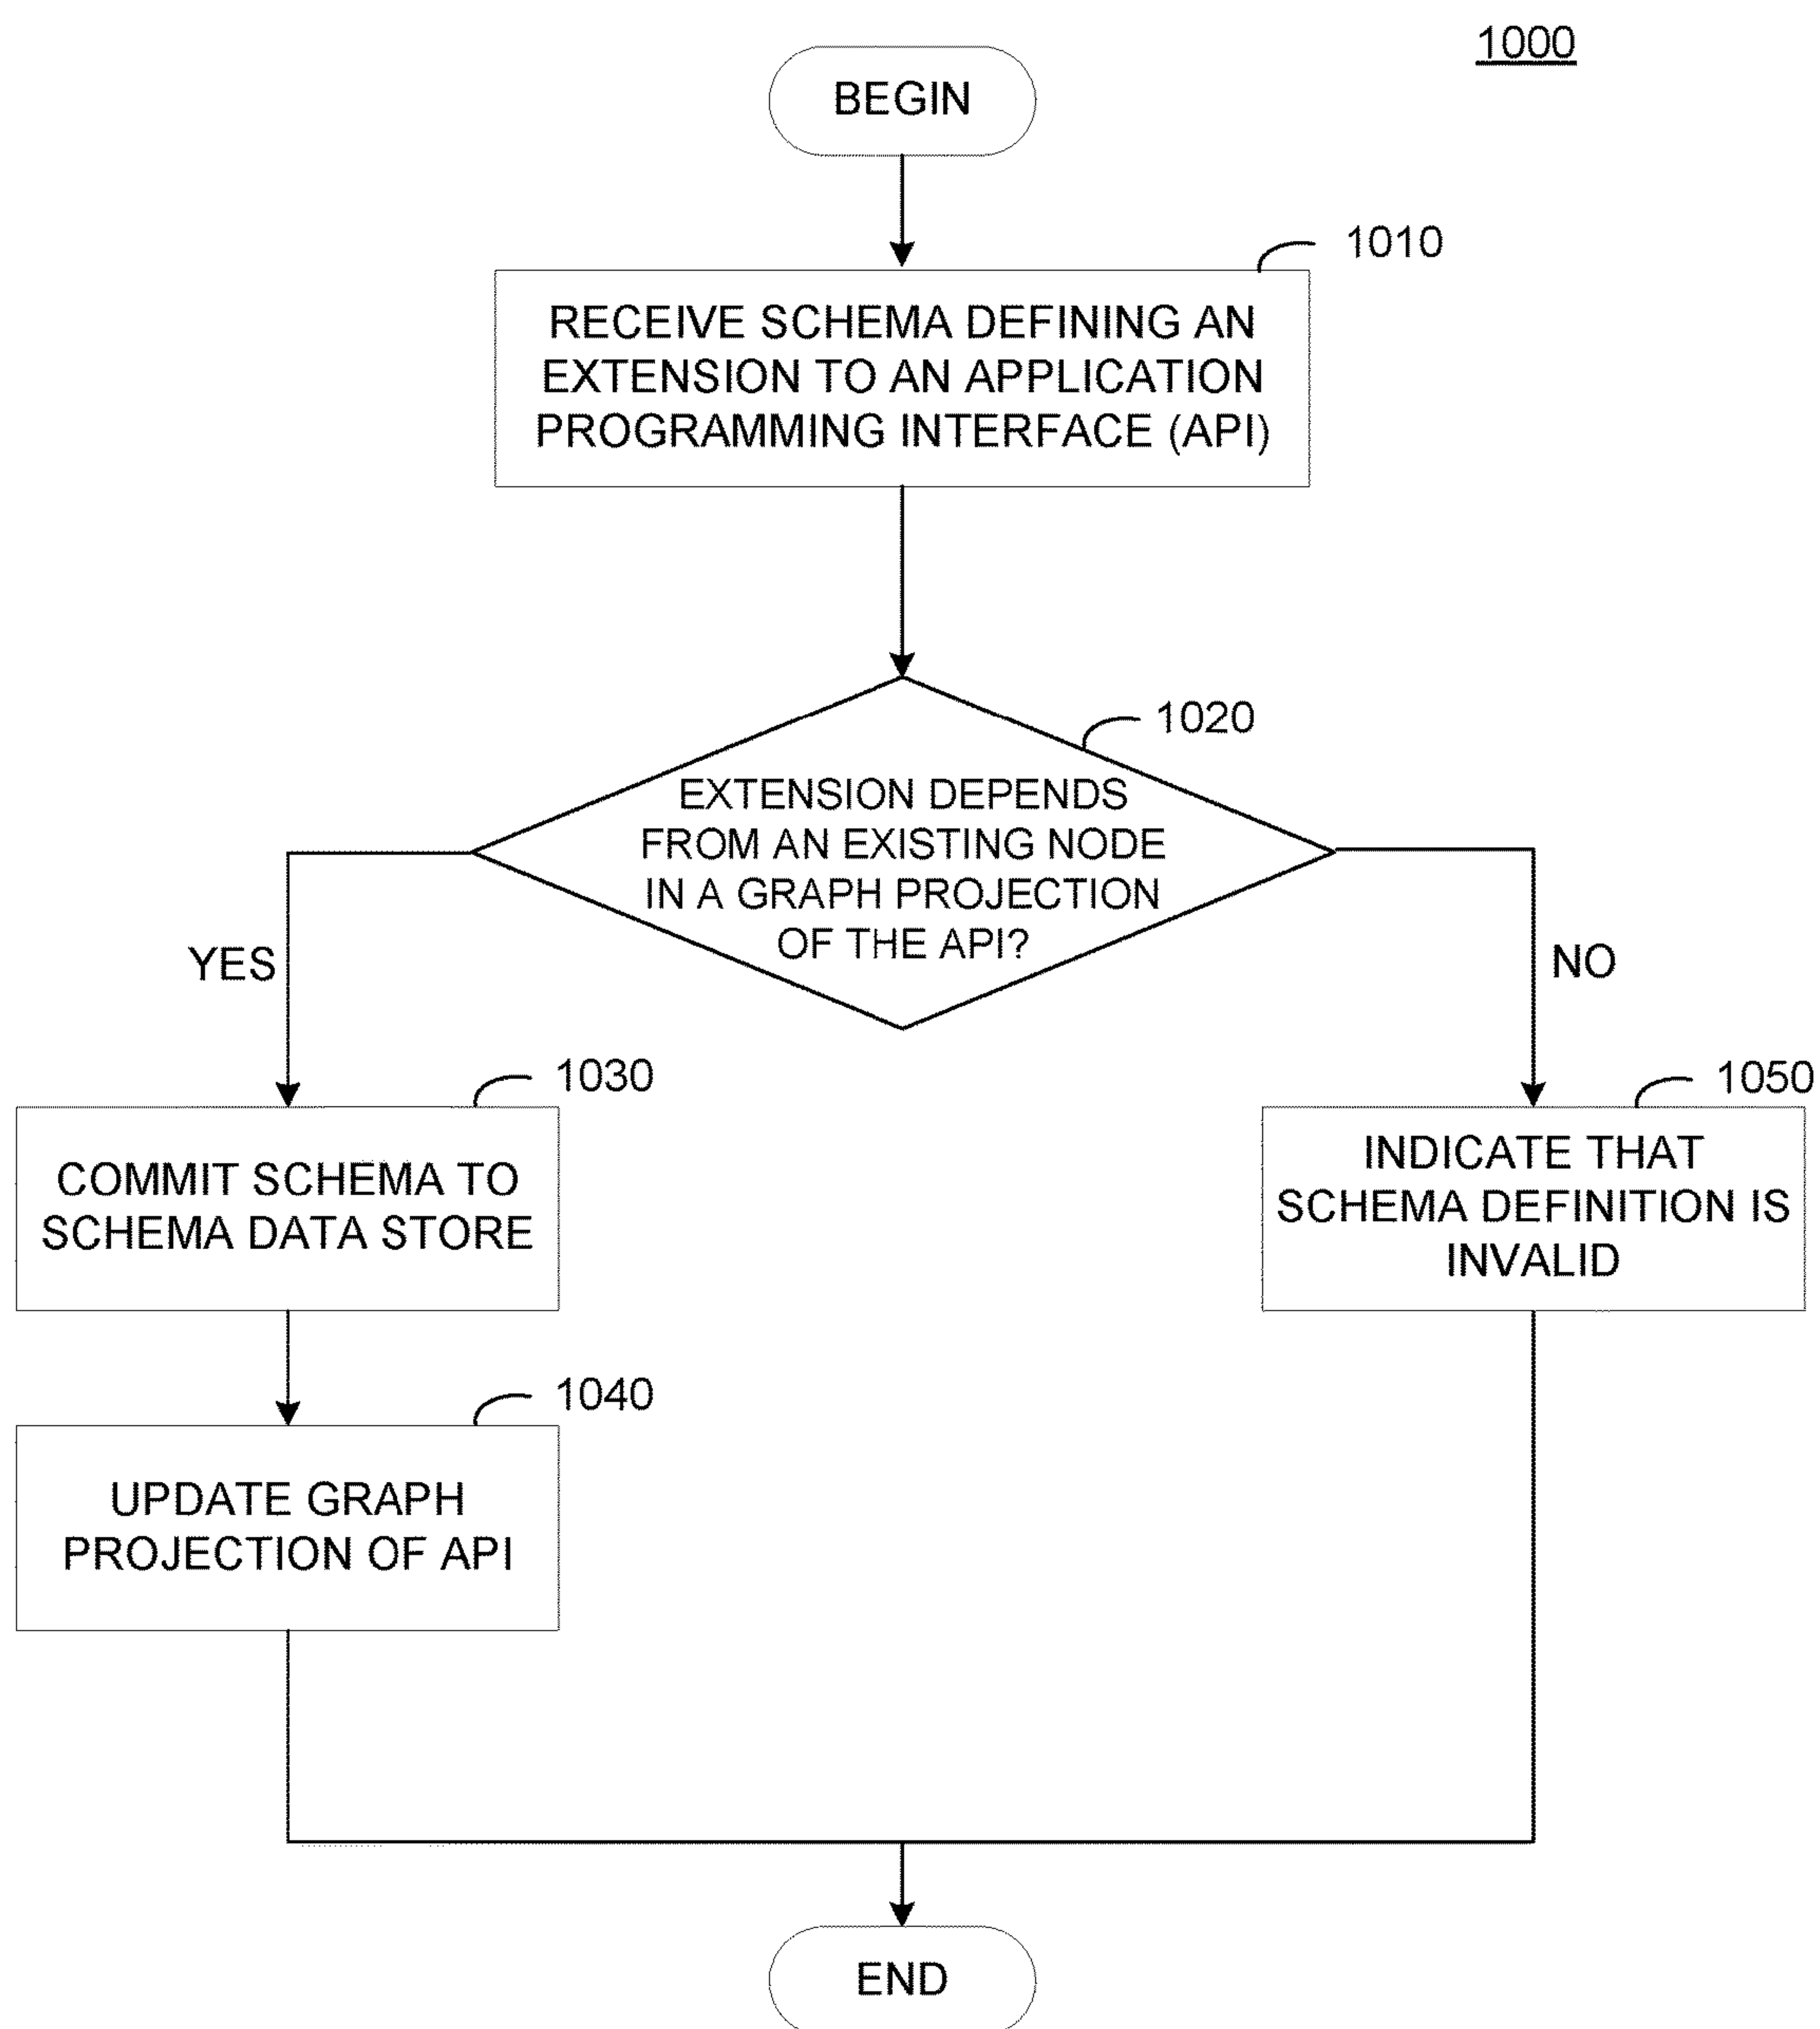 1000
BEGIN
1010
RECEIVE SCHEMA DEFINING AN
EXTENSION TO AN APPLICATION
PROGRAMMING INTERFACE (API)
1020
EXTENSION DEPENDS
FROM AN EXISTING NODE
IN A GRAPH PROJECTION
OF THE API?
YES
NO
1030
COMMIT SCHEMA TO
SCHEMA DATA STORE
1050
INDICATE THAT
SCHEMA DEFINITION IS
INVALID
1040
UPDATE GRAPH
PROJECTION OF API
END